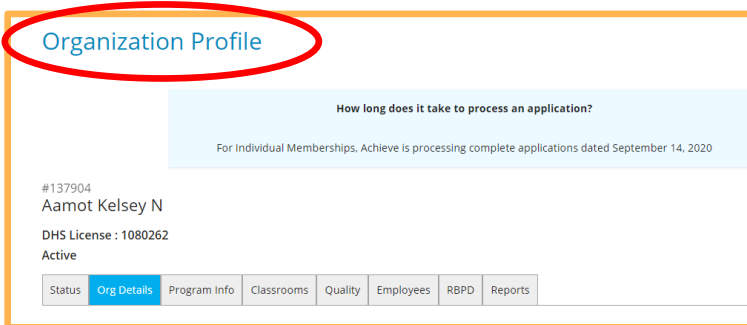 Organization Profile
How long does it take to process an application?
For Individual Memberships, Achieve is processing complete applications dated September 14, 2020
#137904
Aamot Kelsey N
DHS License : 1080262
Active
Status Org Details Program Info Classrooms Quality Employees RBPD Reports